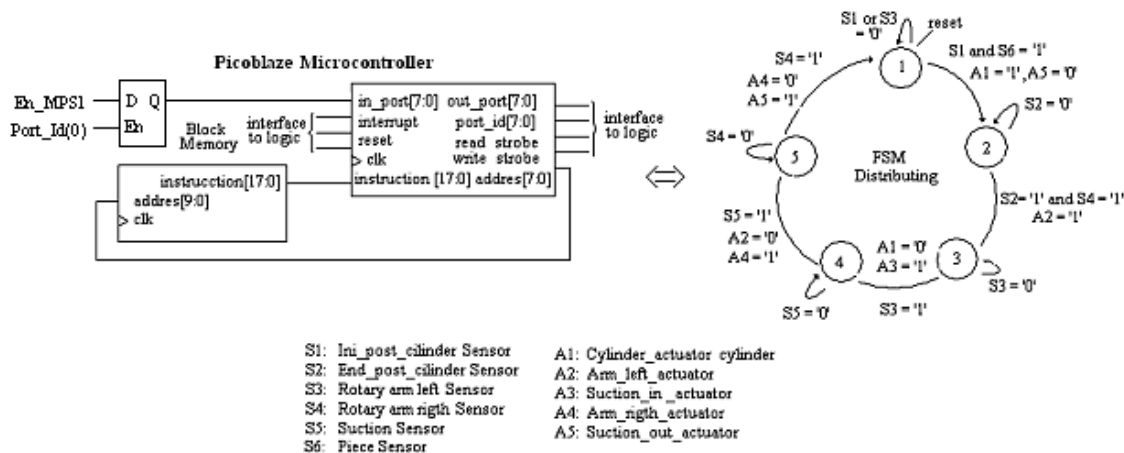 Picoblaze Microcontroller
En_MPS1
Port_Id(0)
D Q
En
Block
Memory
interface
to logic
in_port[7:0] out_port[7:0]
interrupt port_id[7:0]
reset read strobe
clk write strobe
instruction [17:0] addres[7:0]
interface
to logic
instrucction[17:0]
addres[9:0]
clk
S1 or S3
= '0'
reset
1
S1 and S6 = '1'
A1 = '1', A5 = '0'
S2 = '0'
2
S2= '1' and S4 = '1'
A2 = '1'
3
S3 = '0'
A1 = '0'
A3 = '1'
S3 = '1'
4
S5 = '0'
S5 = '1'
A2 = '0'
A4 = '1'
5
S4 = '0'
S4 = '1'
A4 = '0'
A5 = '1'
FSM
Distributing
S1: Ini_post_cilinder Sensor
S2: End_post_cilinder Sensor
S3: Rotary arm left Sensor
S4: Rotary arm rigth Sensor
S5: Suction Sensor
S6: Piece Sensor
A1: Cylinder_actuator cylinder
A2: Arm_left_actuator
A3: Suction_in _actuator
A4: Arm_rigth_actuator
A5: Suction_out_actuator